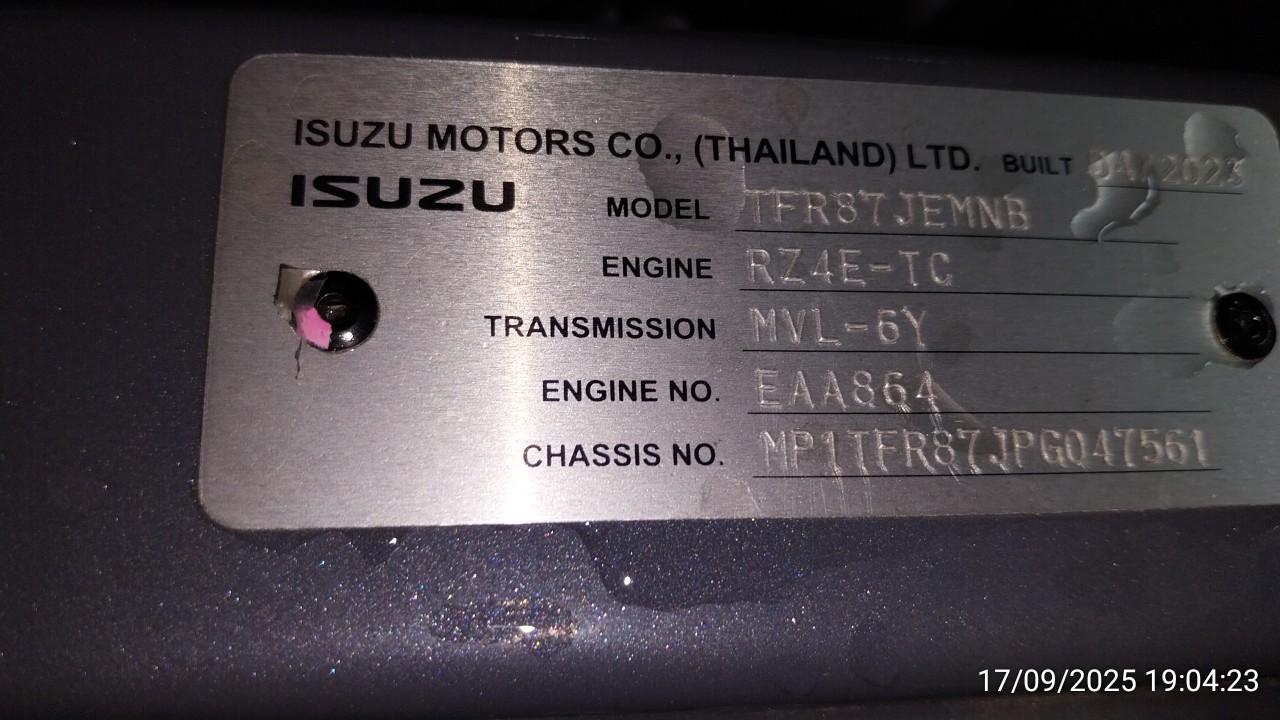 ISUZU MOTORS CO., (THAILAND) LTD. BUILT 2023
ISUZU
MODEL TFR87JEMNB
ENGINE RZ4E-TC
TRANSMISSION MVL-6Y
ENGINE NO. EAA864
CHASSIS NO. MP1TFR87JPG047561
17/09/2025 19:04:23